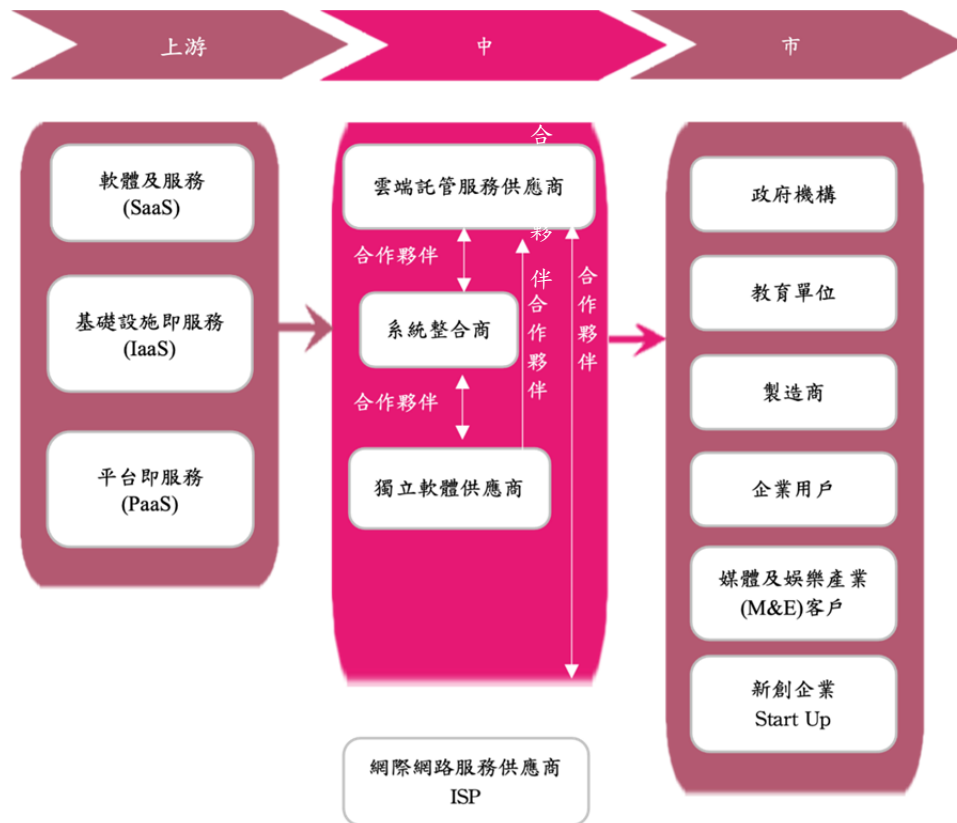 上游
中
市
軟體及服務
(SaaS)
基礎設施即服務
(IaaS)
平台即服務
(PaaS)
合
雲端託管服務供應商
夥
伴
合作夥伴
系統整合商
合作夥伴
獨立軟體供應商
合作夥伴
合作夥伴
網際網路服務供應商
ISP
政府機構
教育單位
製造商
企業用戶
媒體及娛樂產業
(M&E)客戶
新創企業
Start Up